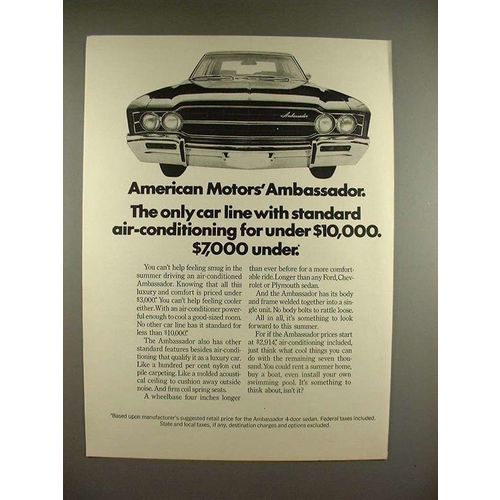 Ambassador
American Motors' Ambassador.
The only car line with standard
air-conditioning for under $10,000.
$7,000 under.*
You can't help feeling smug in the
summer driving an air-conditioned
Ambassador. Knowing that all this
luxury and comfort is priced under
$3,000.* You can't help feeling cooler
either. With an air-conditioner power-
ful enough to cool a good-sized room.
No other car line has it standard for
less than $10,000.*
The Ambassador also has other
standard features besides air-condi-
tioning that qualify it as a luxury car.
Like a hundred per cent nylon cut
pile carpeting. Like a molded acousti-
cal ceiling to cushion away outside
noise. And firm coil spring seats.
A wheelbase four inches longer
than ever before for a more comfort-
able ride. Longer than any Ford, Chev-
rolet or Plymouth sedan.
And the Ambassador has its body
and frame welded together into a sin-
gle unit. No body bolts to rattle loose.
All in all, it's something to look
forward to this summer.
For if the Ambassador prices start
at $2,914,* air-conditioning included,
just think what cool things you can
do with the remaining seven thou-
sand. You could rent a summer home,
buy a boat, even install your own
swimming pool. It's something to
think about, isn't it?
*Based upon manufacturer's suggested retail price for the Ambassador 4-door sedan. Federal taxes included.
State and local taxes, if any, destination charges and options excluded.